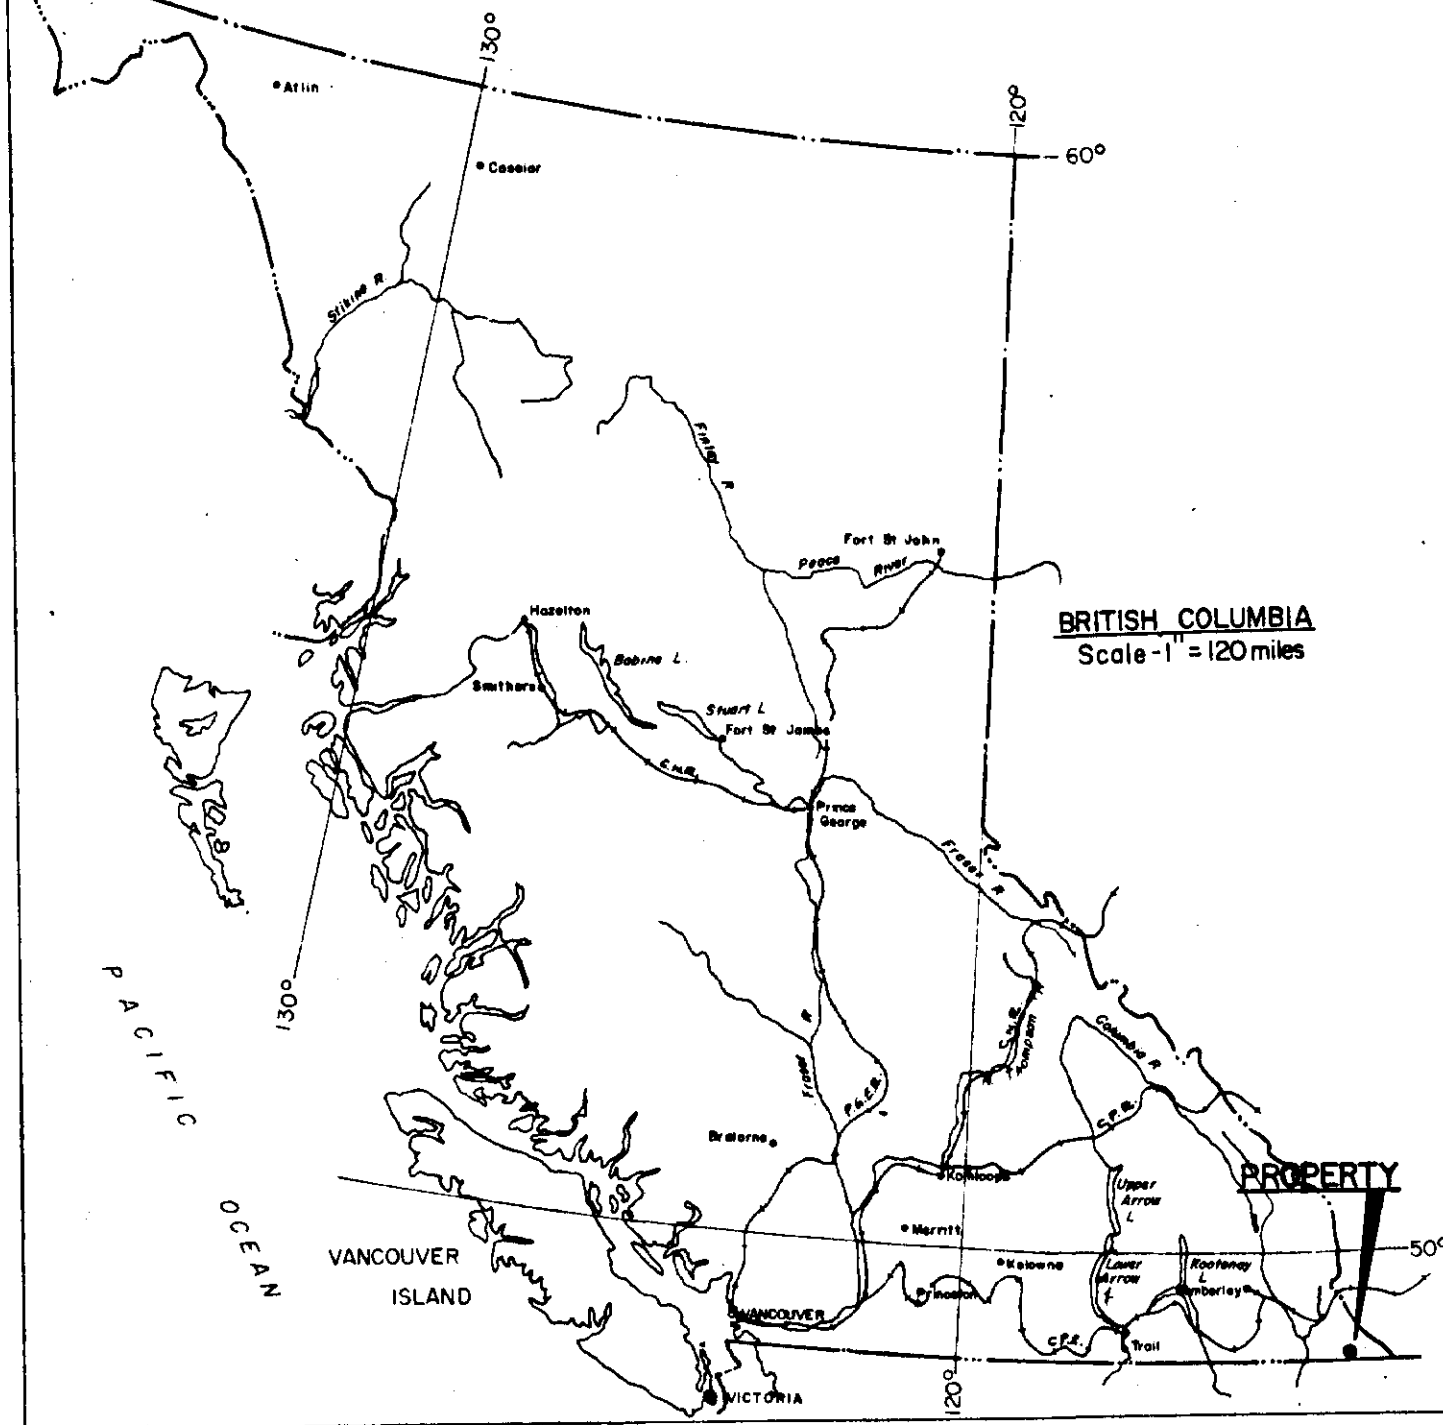 130°
120°
60°
Atlin
Cassiar
Stikine R.
Finlay R
Fort St John
Peace River
Hazelton
BRITISH COLUMBIA
Scale - 1" = 120 miles
Babine L.
Smithers
Stuart L
Fort St James
C.N.R.
Prince
George
Fraser R
PACIFIC
OCEAN
130°
Fraser R
P.G.E.R.
C.N.R.
Thompson R
Columbia R
C.P.R.
Bralorne
Kamloops
PROPERTY
Upper
Arrow
L
Merritt
50°
VANCOUVER
ISLAND
Kelowna
Lower
Arrow
L
Kootenay
L
Kimberley
Princeton
VANCOUVER
C.P.R.
Trail
120°
VICTORIA